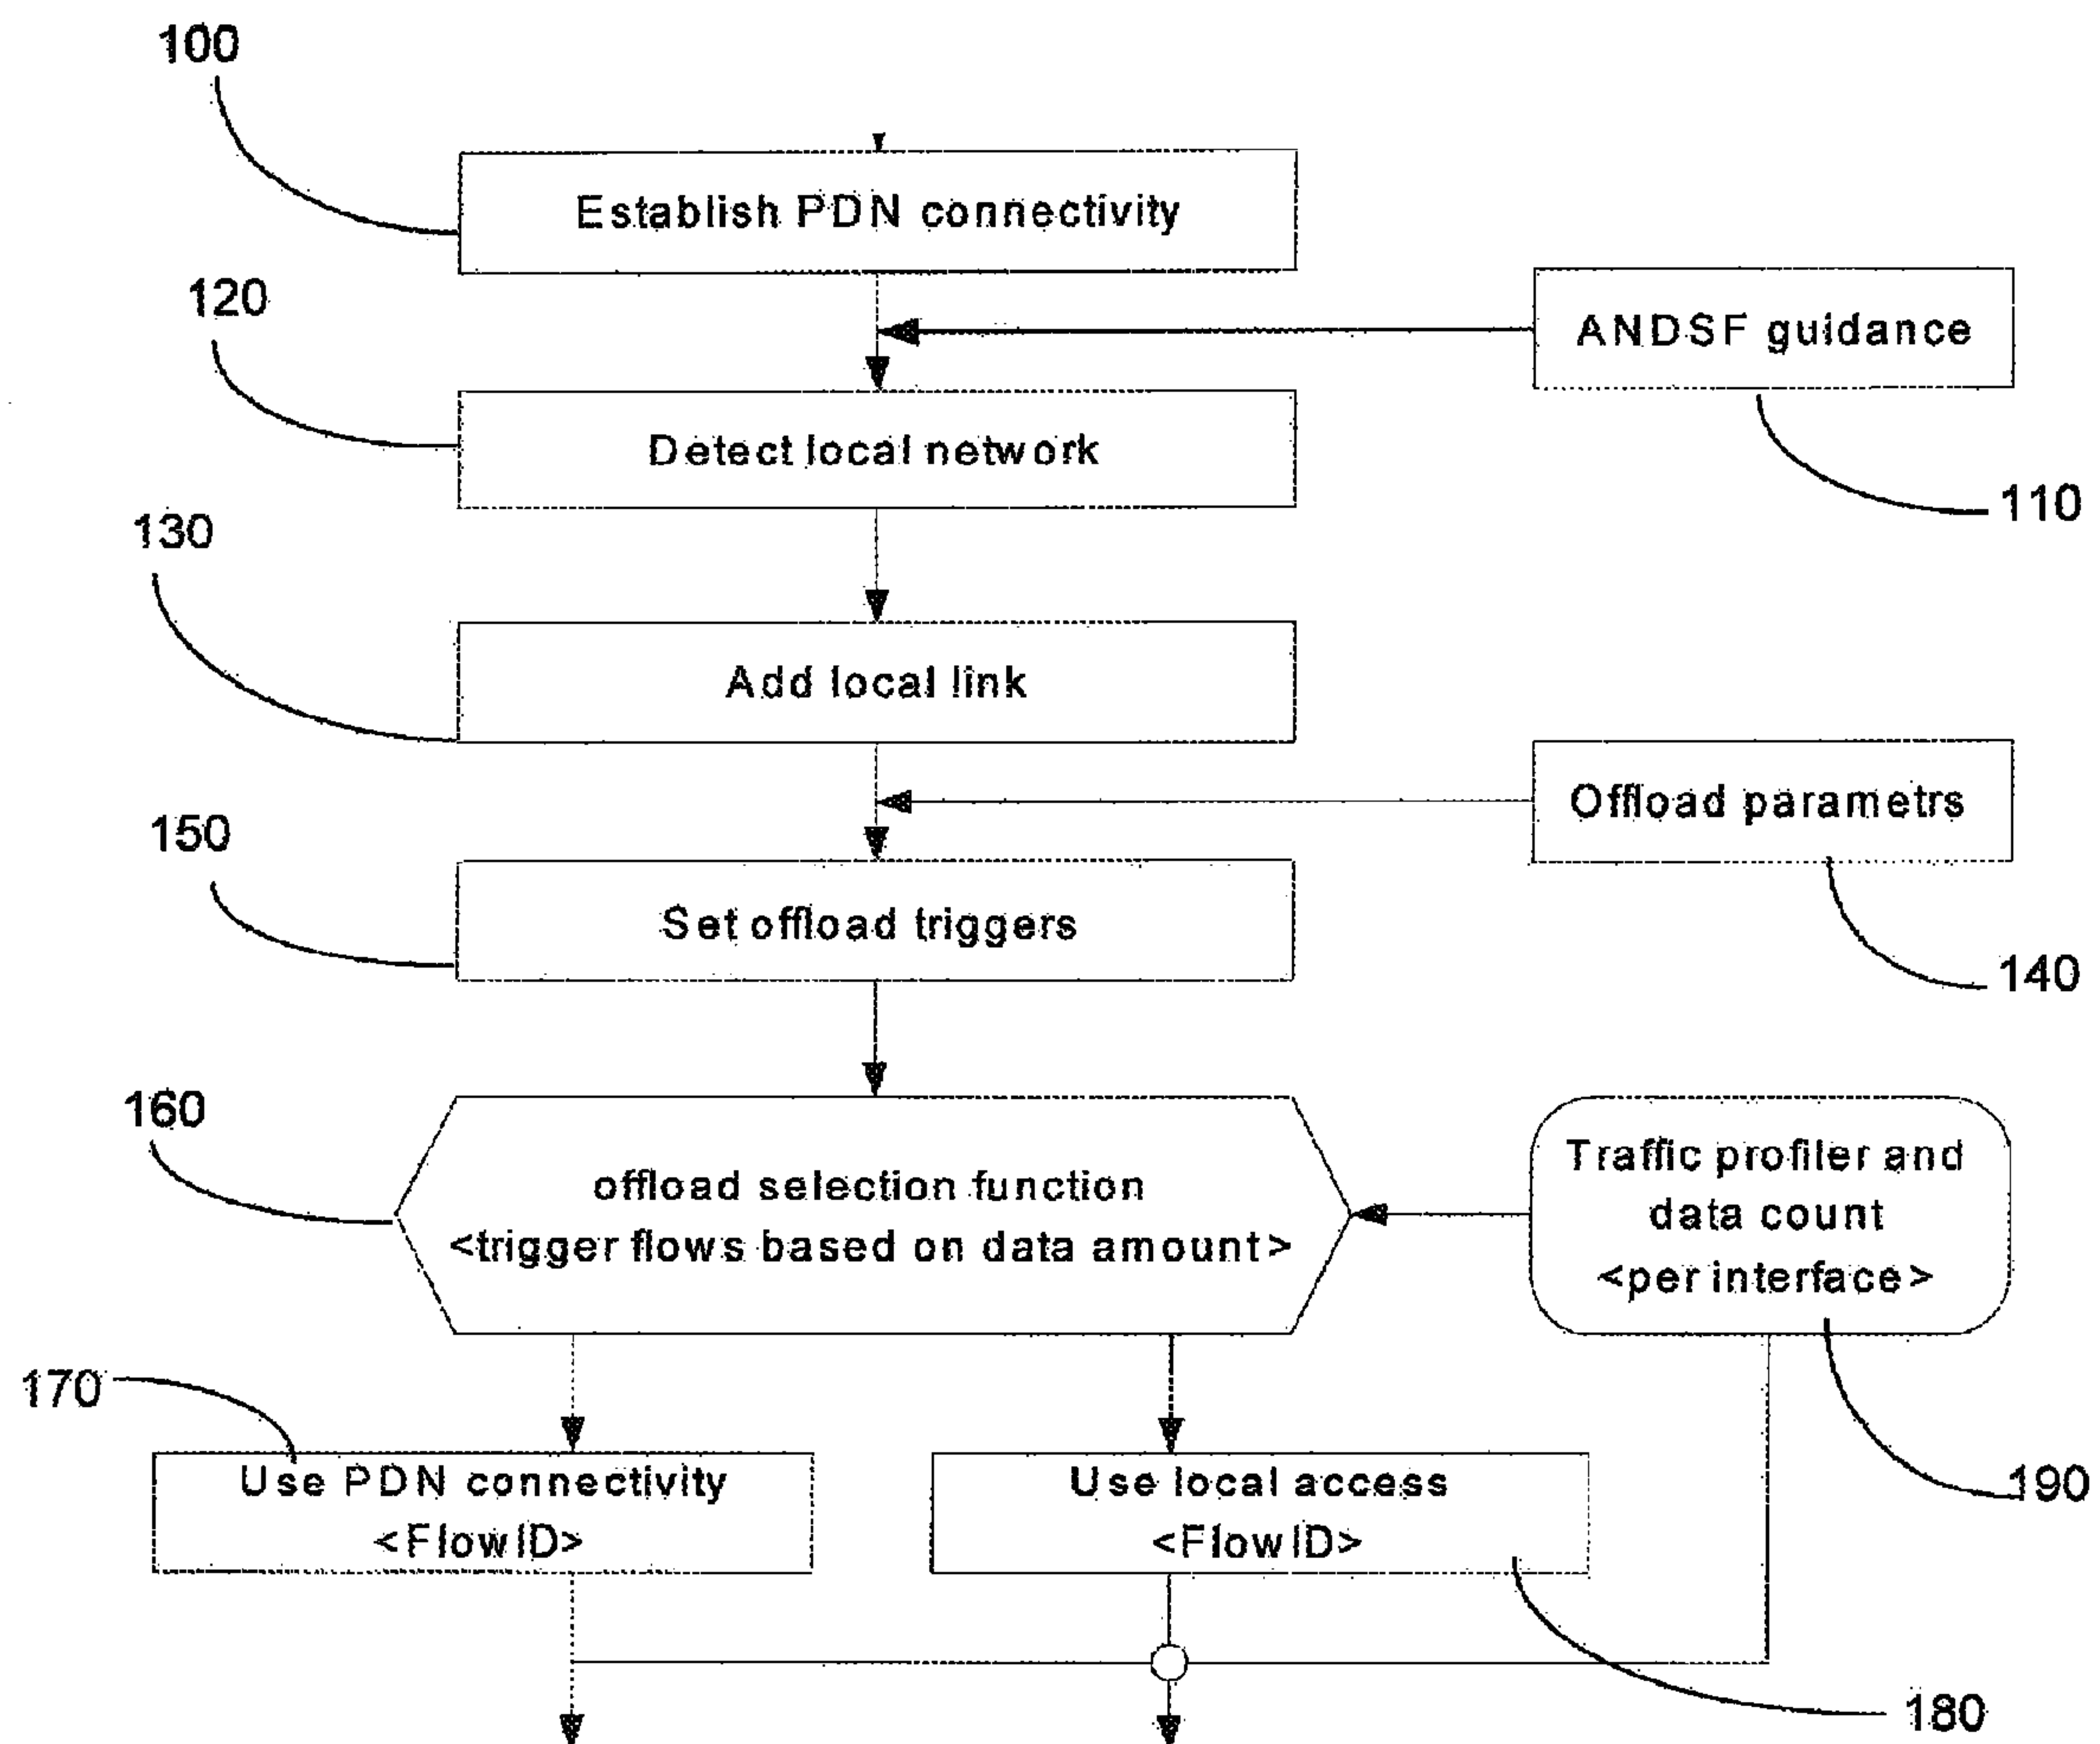 100
Establish PDN connectivity
120
ANDSF guidance
Detect local network
110
130
Add local link
Offload parametrs
150
Set offload triggers
140
160
offload selection function
<trigger flows based on data amount>
Traffic profiler and
data count
<per interface>
170
Use PDN connectivity
<FlowID>
Use local access
<FlowID>
190
180